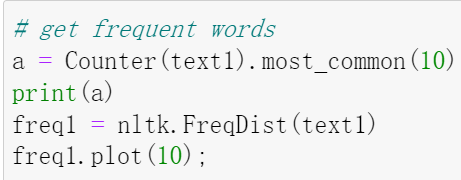 # get frequent words
a = Counter(text1).most_common(10)
print(a)
freq1 = nltk.FreqDist(text1)
freq1.plot(10);